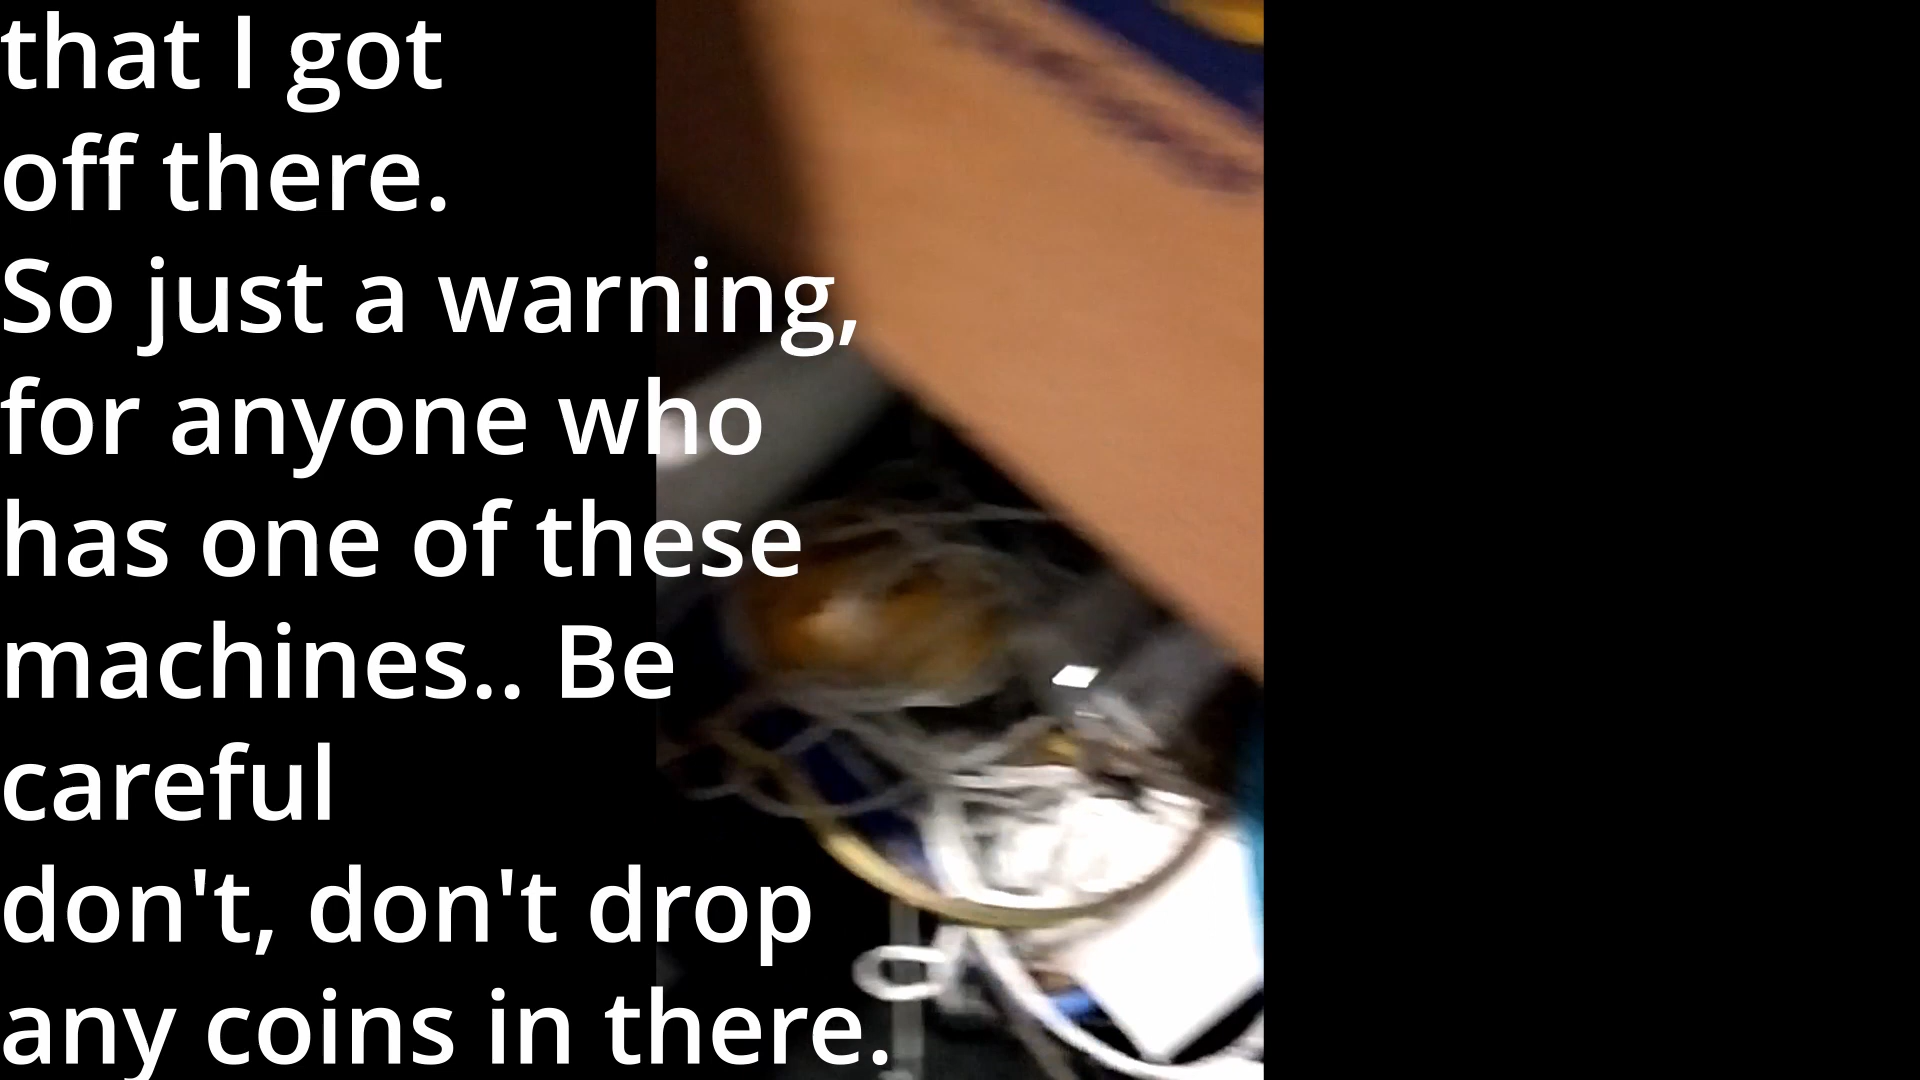 that I got
off there.
So just a warning,
for anyone who
has one of these
machines.. Be
careful
don't, don't drop
any coins in there.